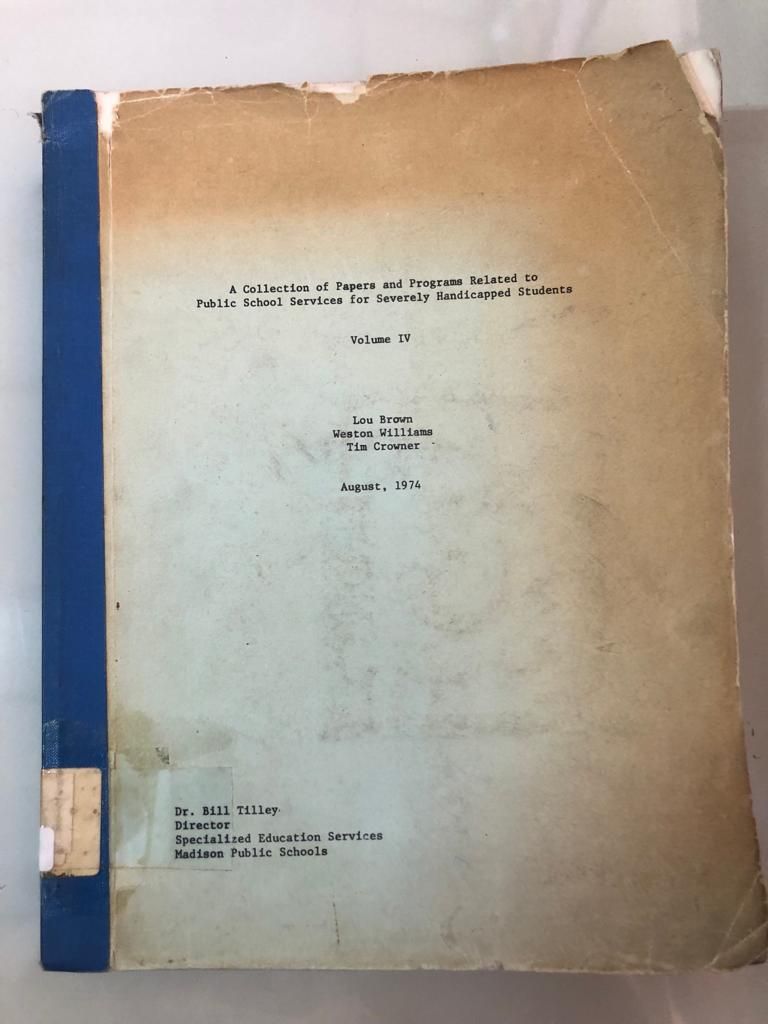 A Collection of Papers and Programs Related to
Public School Services for Severely Handicapped Students
Volume IV
Lou Brown
Weston Williams
Tim Crowner
August, 1974
Dr. Bill Tilley
Director
Specialized Education Services
Madison Public Schools